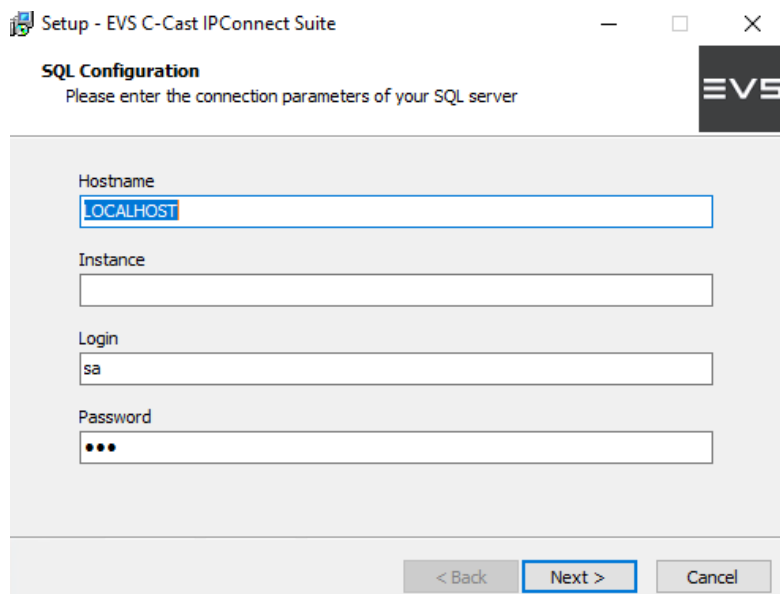 Setup - EVS C-Cast IPConnect Suite
SQL Configuration
Please enter the connection parameters of your SQL server
EVS
Hostname
LOCALHOST
Instance
Login
sa
Password
•••
< Back
Next >
Cancel